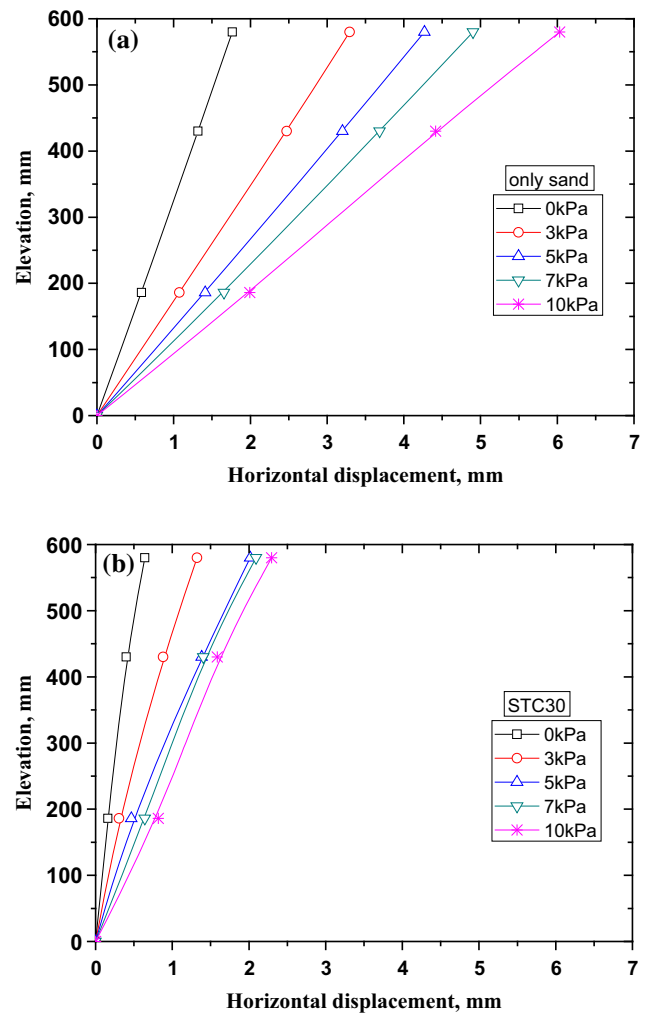 (a)
600
500
400
300
200
100
0
Elevation, mm
only sand
0kPa
3kPa
5kPa
7kPa
10kPa
0 1 2 3 4 5 6 7
Horizontal displacement, mm
(b)
600
500
400
300
200
100
0
Elevation, mm
STC30
0kPa
3kPa
5kPa
7kPa
10kPa
0 1 2 3 4 5 6 7
Horizontal displacement, mm